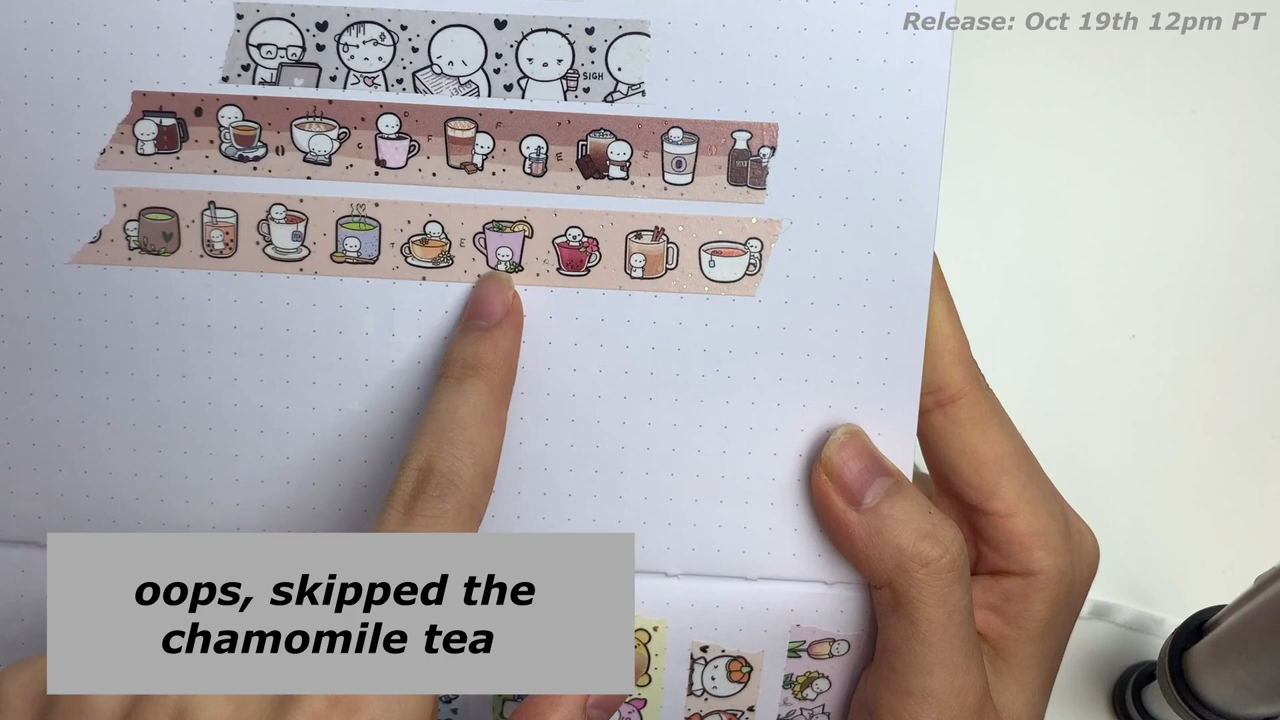 Release: Oct 19th 12pm PT
SIGH
oops, skipped the
chamomile tea